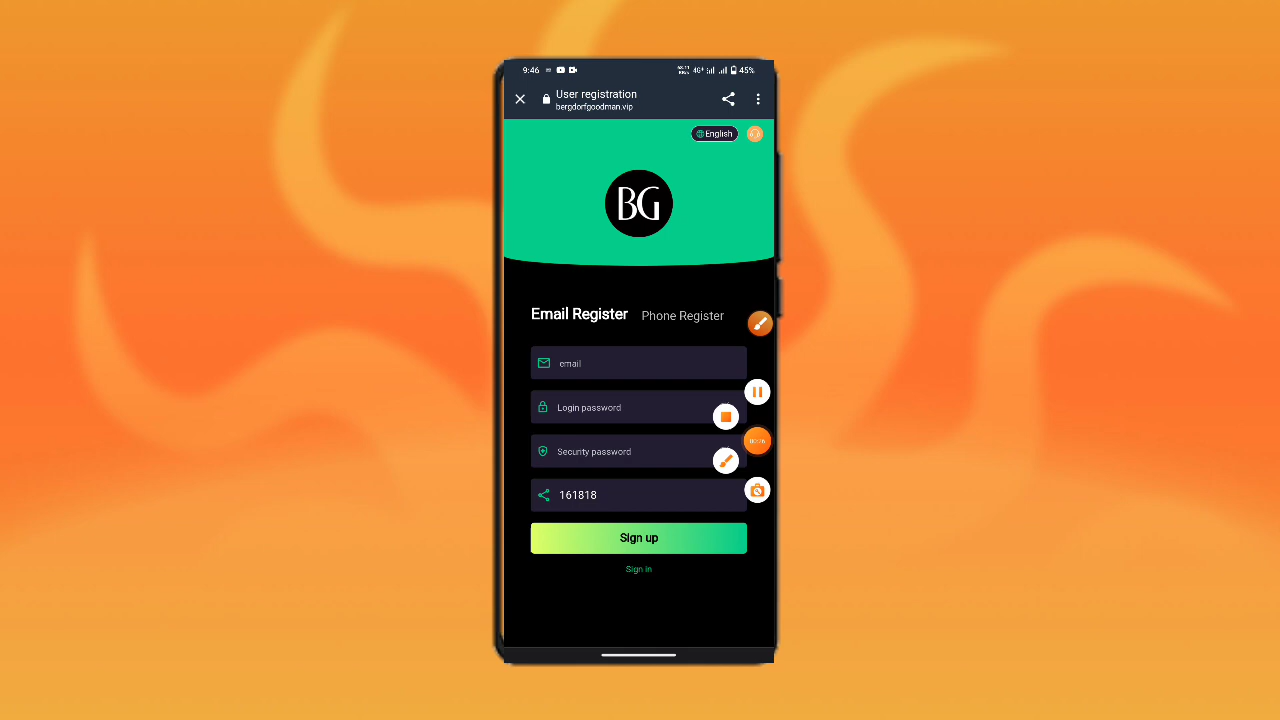 9:46
4G+ 45%
User registration
bergdorfgoodman.vip
English
BG
Email Register Phone Register
email
Login password
Security password
161818
Sign up
Sign in